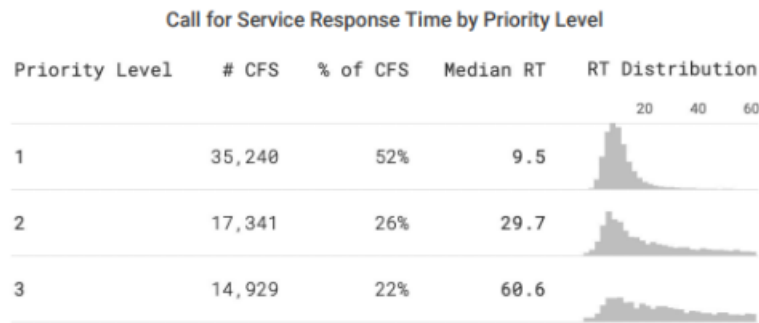 Call for Service Response Time by Priority Level
Priority Level # CFS % of CFS Median RT RT Distribution
20 40 60
1 35,240 52% 9.5
2 17,341 26% 29.7
3 14,929 22% 60.6